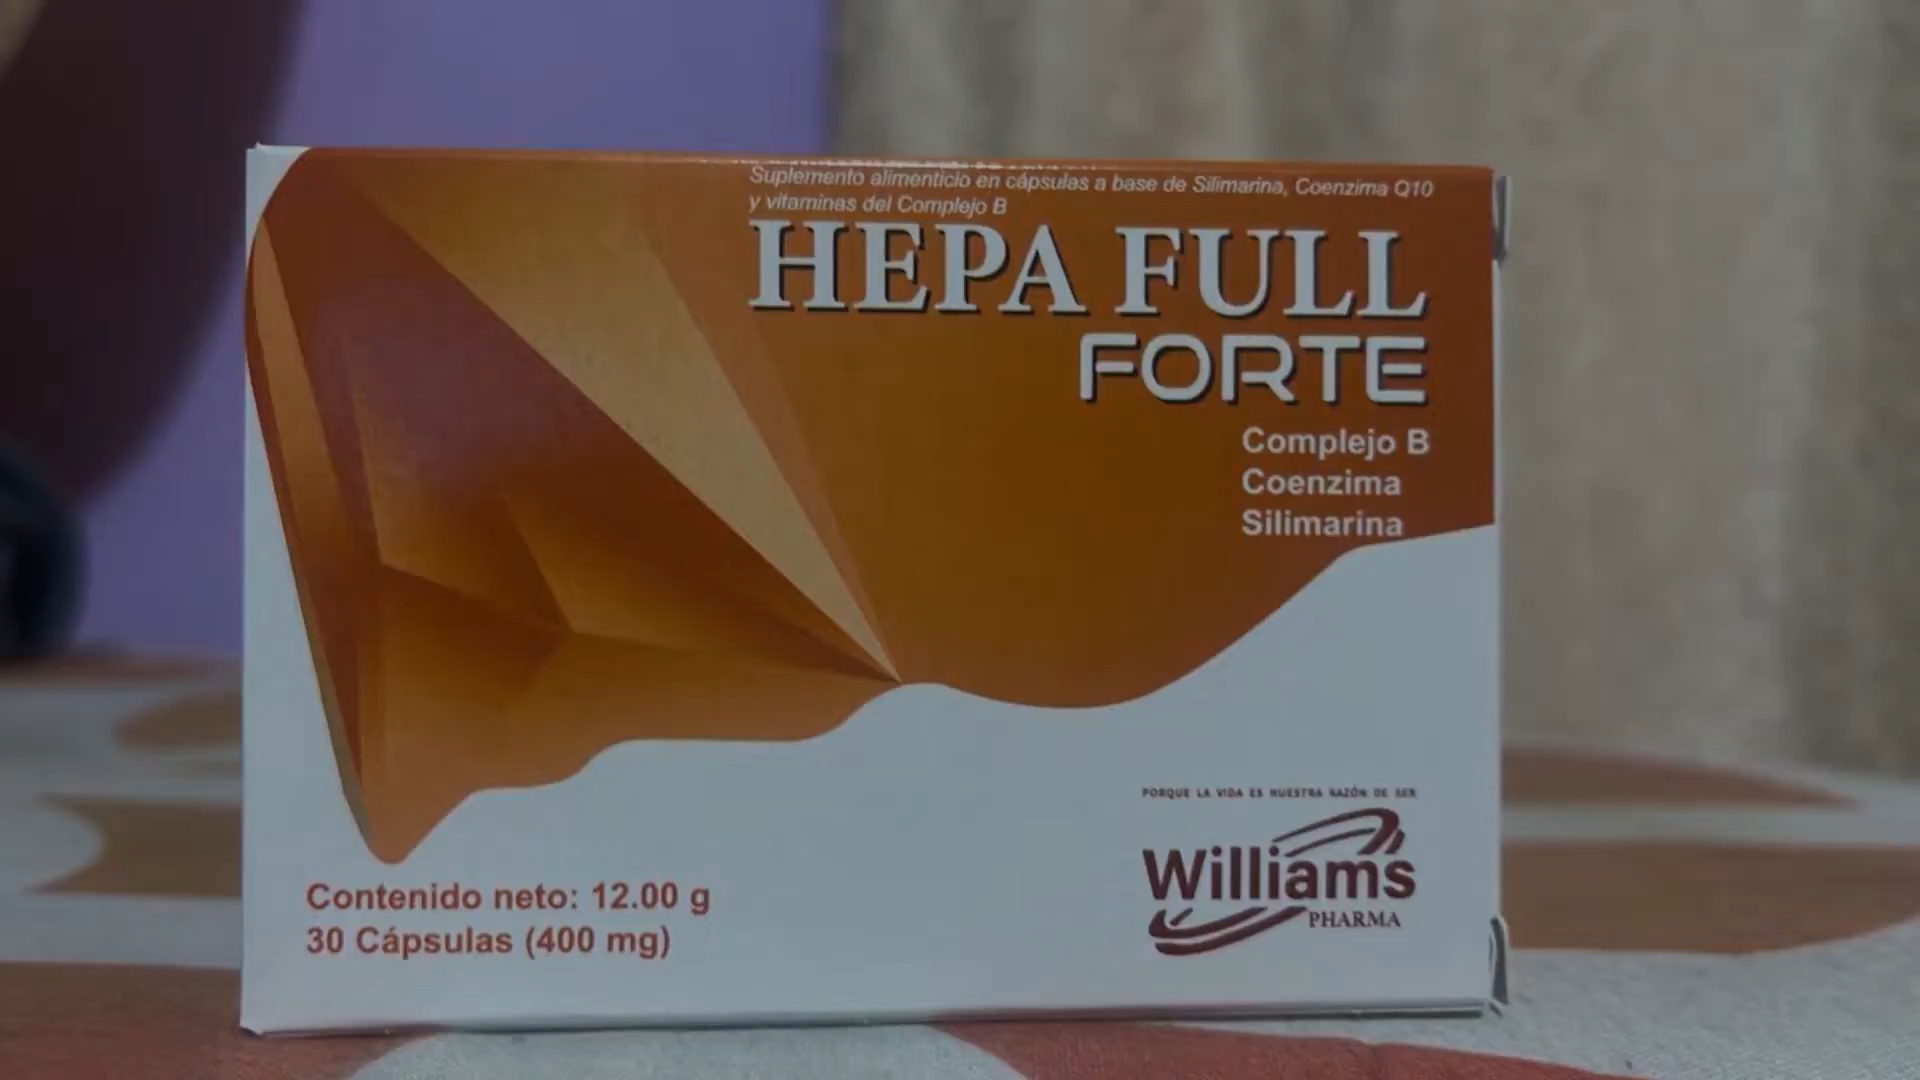 Suplemento alimenticio en cápsulas a base de Silimarina, Coenzima Q10
y vitaminas del Complejo B
HEPA FULL
FORTE
Complejo B
Coenzima
Silimarina
PORQUE LA VIDA ES NUESTRA RAZÓN DE SER
Williams
PHARMA
Contenido neto: 12.00 g
30 Cápsulas (400 mg)